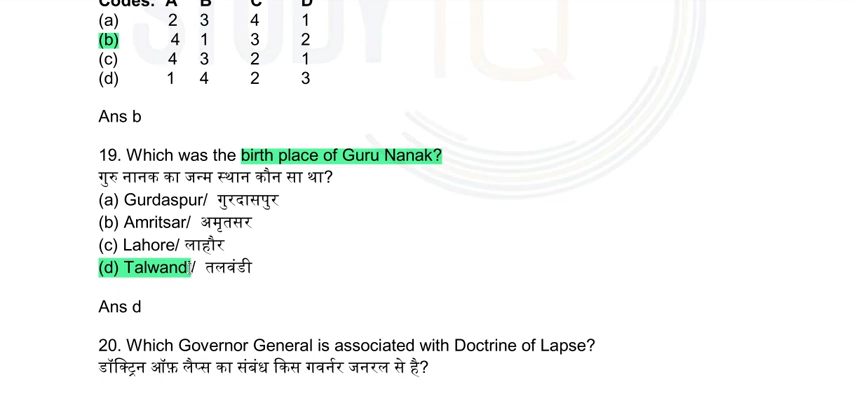 Codes: A B C D
(a) 2 3 4 1
(b) 4 1 3 2
(c) 4 3 2 1
(d) 1 4 2 3
Ans b
19. Which was the birth place of Guru Nanak?
गुरु नानक का जन्म स्थान कौन सा था?
(a) Gurdaspur/ गुरदासपुर
(b) Amritsar/ अमृतसर
(c) Lahore/ लाहौर
(d) Talwandi/ तलवंडी
Ans d
20. Which Governor General is associated with Doctrine of Lapse?
डॉक्ट्रिन ऑफ़ लैप्स का संबंध किस गवर्नर जनरल से है?